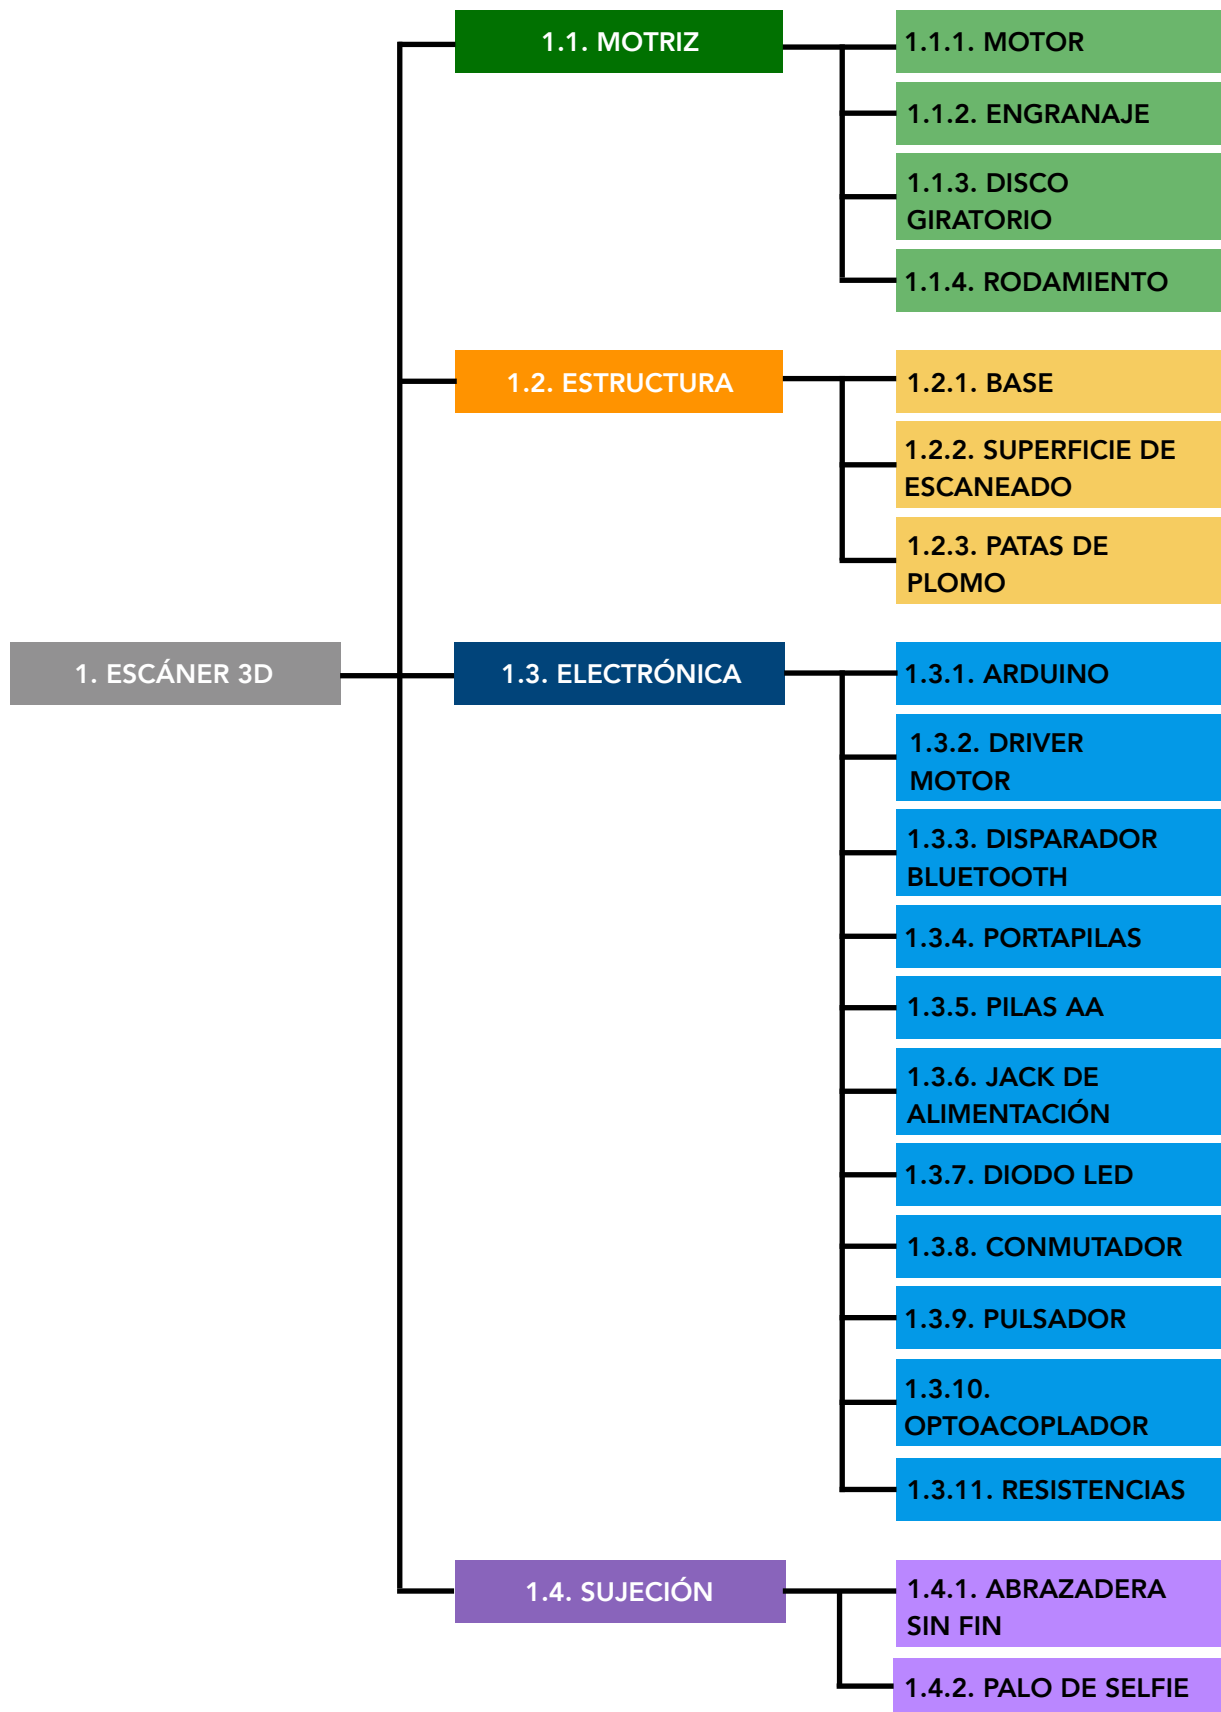 1. ESCÁNER 3D
1.1. MOTRIZ
1.1.1. MOTOR
1.1.2. ENGRANAJE
1.1.3. DISCO
GIRATORIO
1.1.4. RODAMIENTO
1.2. ESTRUCTURA
1.2.1. BASE
1.2.2. SUPERFICIE DE
ESCANEADO
1.2.3. PATAS DE
PLOMO
1.3. ELECTRÓNICA
1.3.1. ARDUINO
1.3.2. DRIVER
MOTOR
1.3.3. DISPARADOR
BLUETOOTH
1.3.4. PORTAPILAS
1.3.5. PILAS AA
1.3.6. JACK DE
ALIMENTACIÓN
1.3.7. DIODO LED
1.3.8. CONMUTADOR
1.3.9. PULSADOR
1.3.10.
OPTOACOPLADOR
1.3.11. RESISTENCIAS
1.4. SUJECIÓN
1.4.1. ABRAZADERA
SIN FIN
1.4.2. PALO DE SELFIE